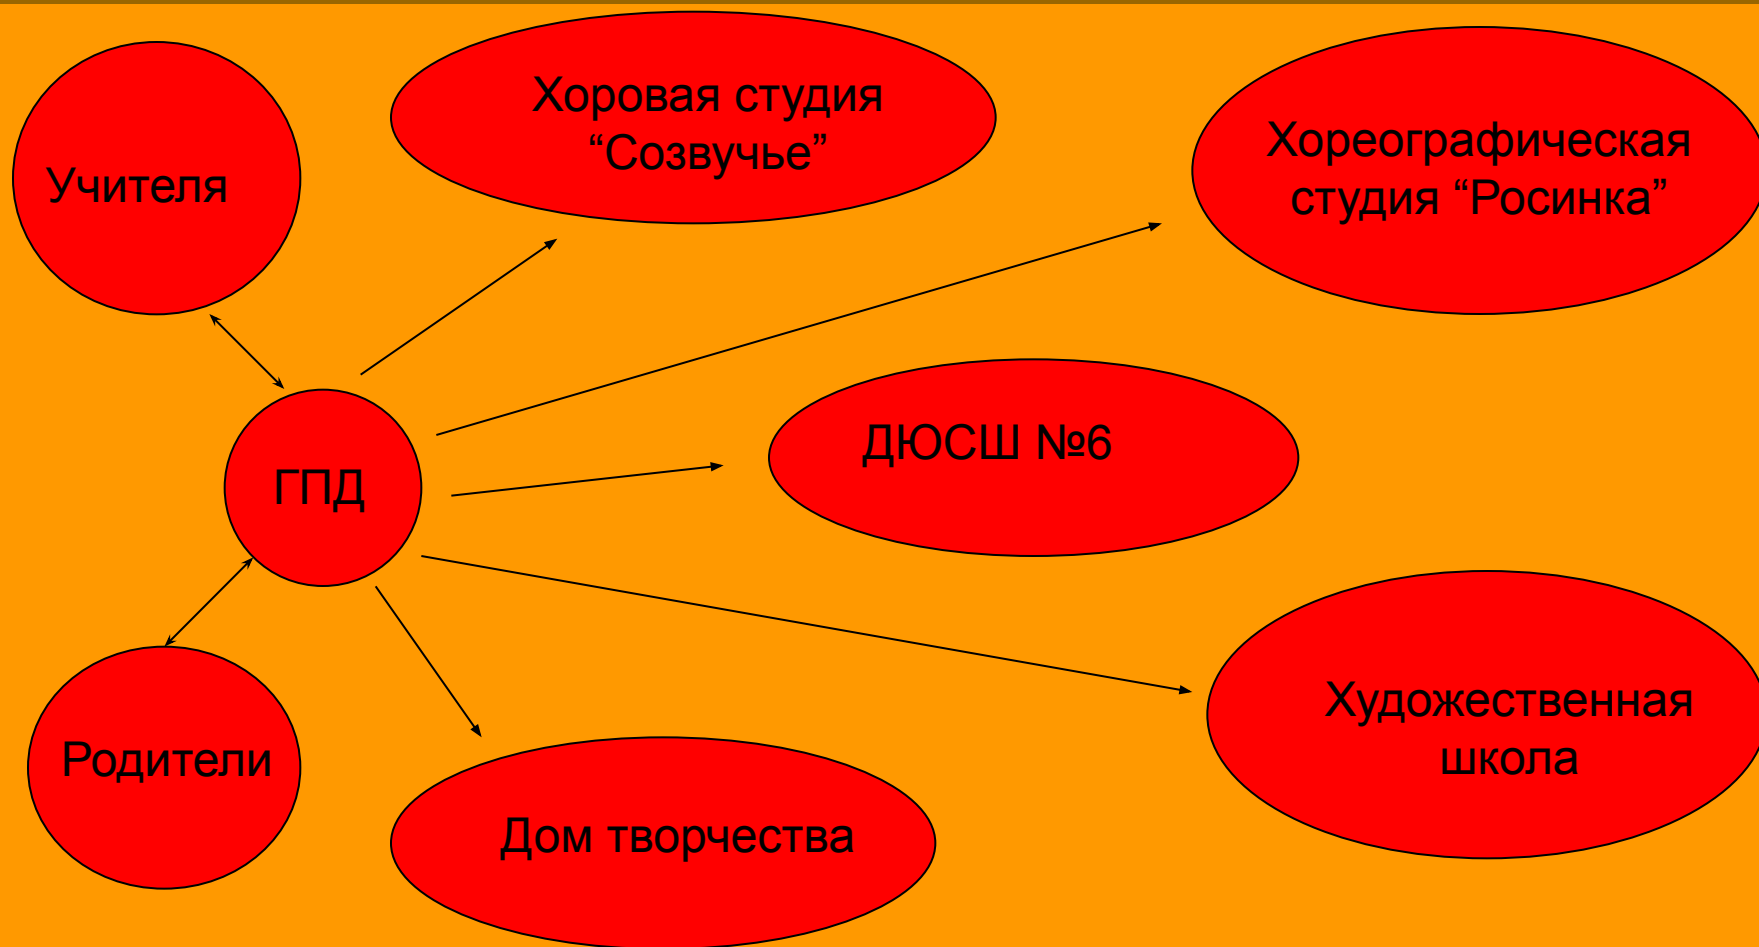 Учителя
Хоровая студия
“Созвучье”
Хореографическая
студия “Росинка”
ДЮСШ №6
ГПД
Художественная
школа
Родители
Дом творчества